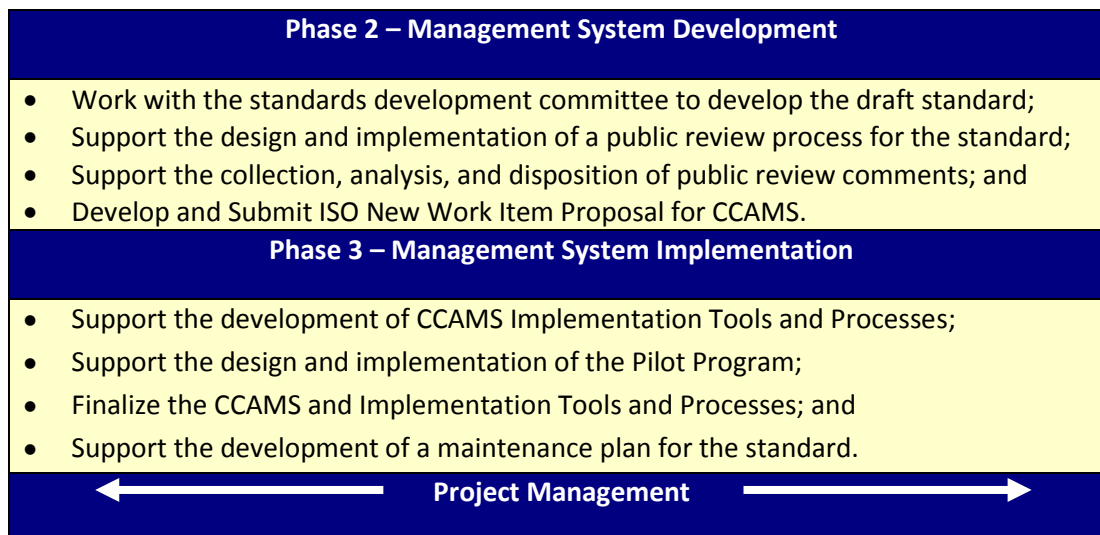 Phase 2 – Management System Development
• Work with the standards development committee to develop the draft standard;
• Support the design and implementation of a public review process for the standard;
• Support the collection, analysis, and disposition of public review comments; and
• Develop and Submit ISO New Work Item Proposal for CCAMS.
Phase 3 – Management System Implementation
• Support the development of CCAMS Implementation Tools and Processes;
• Support the design and implementation of the Pilot Program;
• Finalize the CCAMS and Implementation Tools and Processes; and
• Support the development of a maintenance plan for the standard.
Project Management